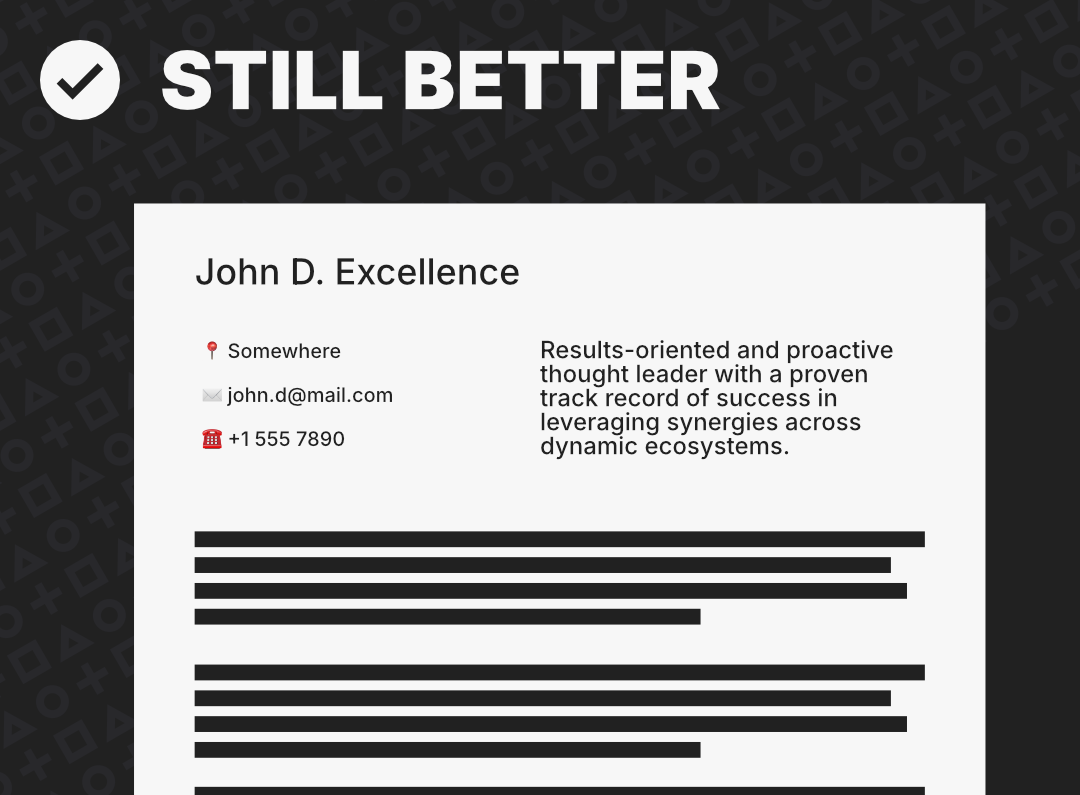 STILL BETTER
John D. Excellence
Somewhere
john.d@mail.com
+1 555 7890
Results-oriented and proactive
thought leader with a proven
track record of success in
leveraging synergies across
dynamic ecosystems.